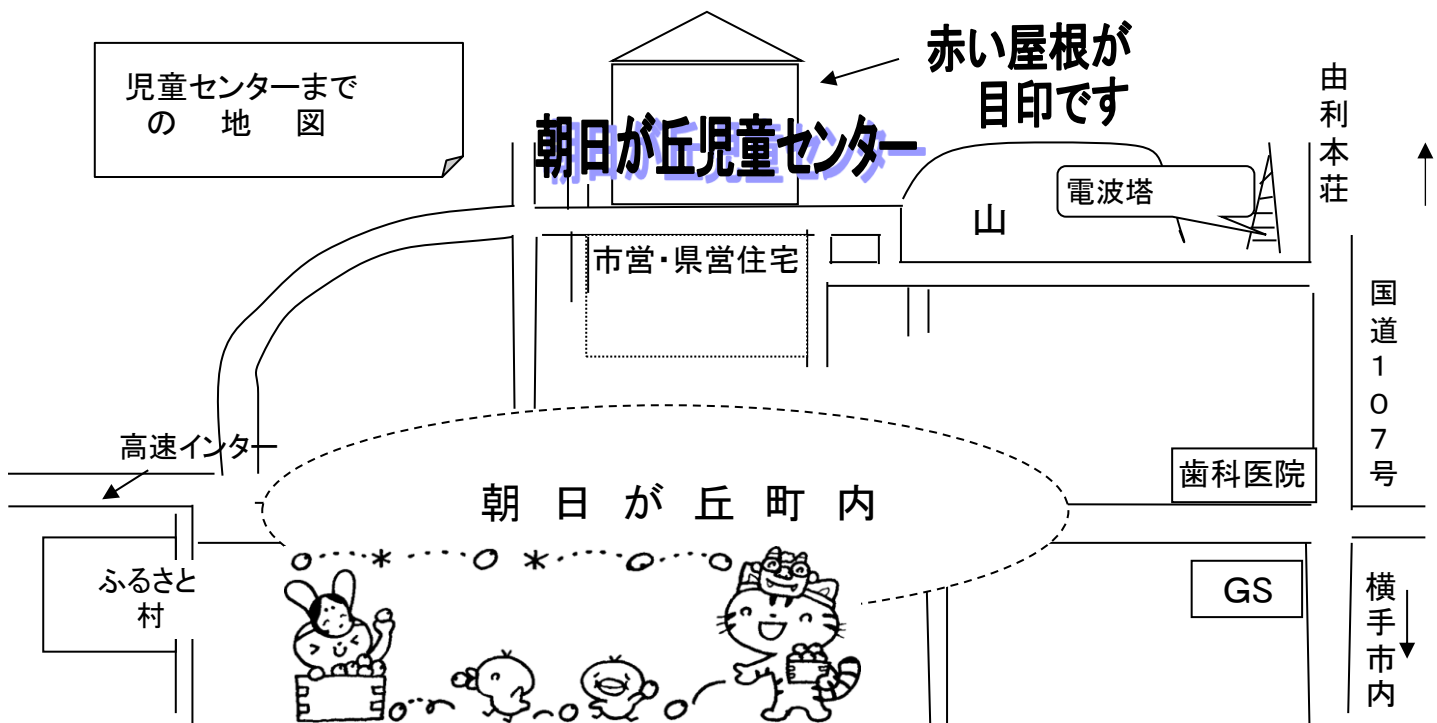 児童センターまで
の 地 図
赤い屋根が
目印です
朝日が丘児童センター
由利本荘
電波塔
山
市営・県営住宅
国道107号
高速インター
歯科医院
朝日が丘町内
ふるさと
村
GS
横手市内